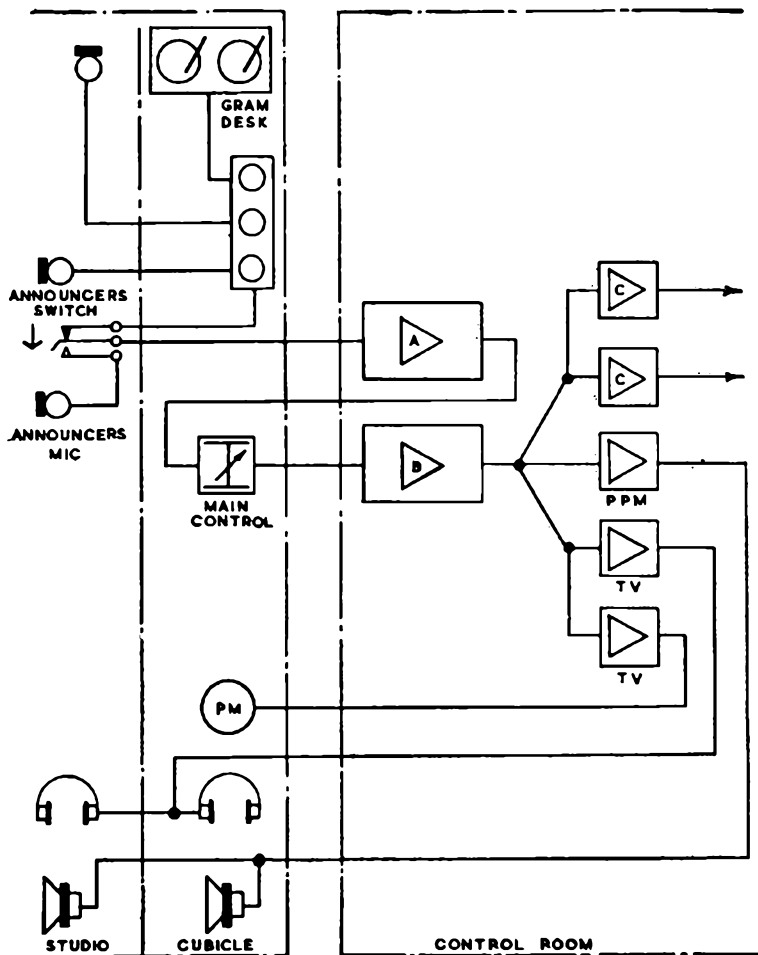 GRAM
DESK
ANNOUNCERS
SWITCH
ANNOUNCERS
MIC
A
C
C
B
MAIN
CONTROL
PPM
TV
TV
PM
STUDIO
CUBICLE
CONTROL ROOM